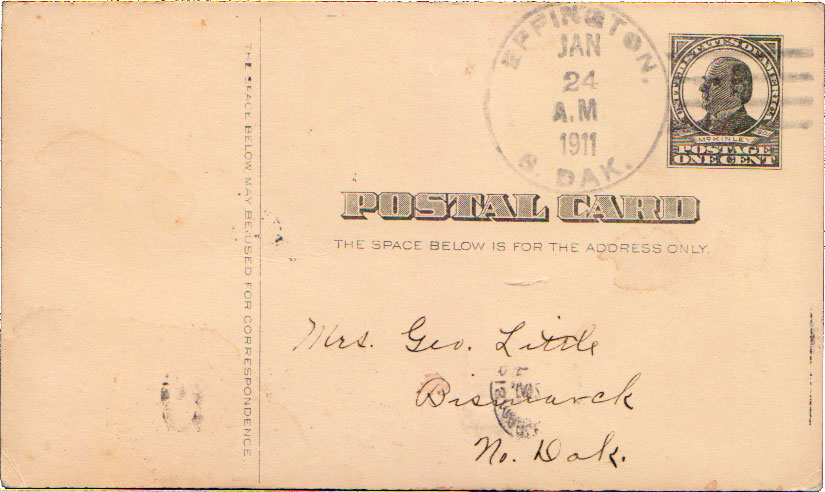 EPPINGTON,
JAN
24
A.M
1911
S. DAK.
UNITED STATES OF AMERICA
McKINLEY
POSTAGE
ONE CENT
POSTAL CARD
THE SPACE BELOW IS FOR THE ADDRESS ONLY.
THE SPACE BELOW MAY BE USED FOR CORRESPONDENCE.
Mrs. Geo. Little
Bismarck
No. Dak.